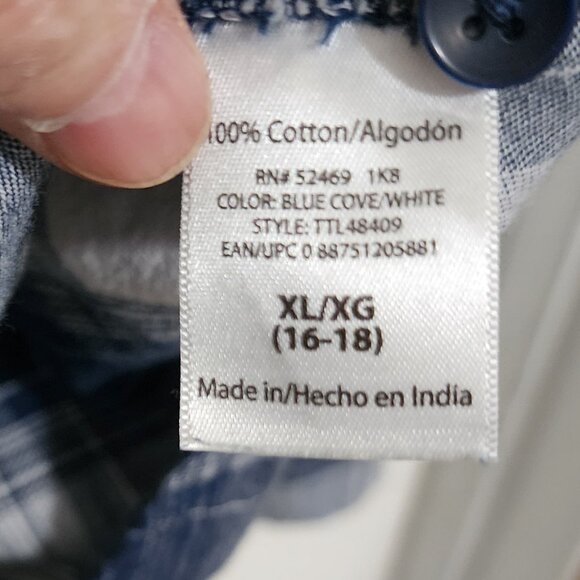 100% Cotton/Algodón
RN# 52469 1K8
COLOR: BLUE COVE/WHITE
STYLE: TTL48409
EAN/UPC 0 88751205881
XL/XG
(16-18)
Made in/Hecho en India